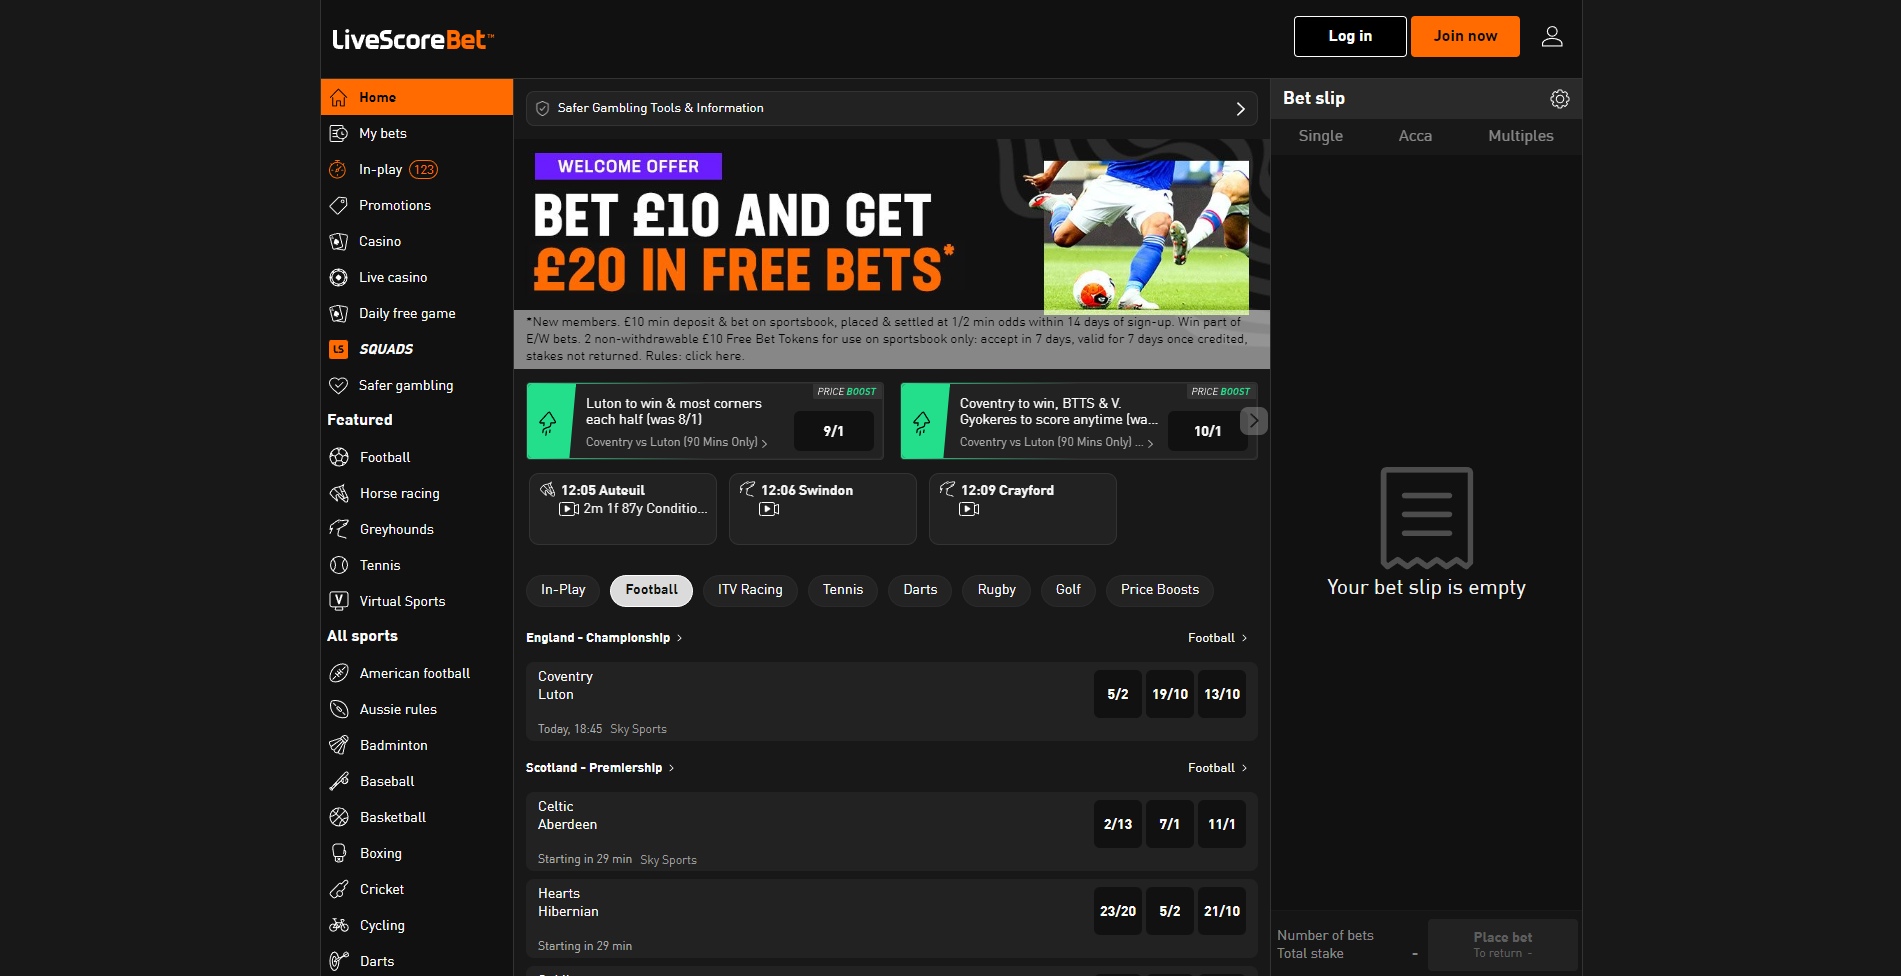 LiveScoreBet™
Log in
Join now
Home
My bets
In-play 123
Promotions
Casino
Live casino
Daily free game
LS SQUADS
Safer gambling
Featured
Football
Horse racing
Greyhounds
Tennis
Virtual Sports
All sports
American football
Aussie rules
Badminton
Baseball
Basketball
Boxing
Cricket
Cycling
Darts
Safer Gambling Tools & Information
WELCOME OFFER
BET £10 AND GET
£20 IN FREE BETS*
*New members. £10 min deposit & bet on sportsbook, placed & settled at 1/2 min odds within 14 days of sign-up. Win part of
E/W bets. 2 non-withdrawable £10 Free Bet Tokens for use on sportsbook only: accept in 7 days, valid for 7 days once credited,
stakes not returned. Rules: click here.
PRICE BOOST
Luton to win & most corners
each half (was 8/1)
9/1
Coventry vs Luton (90 Mins Only)
PRICE BOOST
Coventry to win, BTTS & V.
Gyokeres to score anytime (wa...
10/1
Coventry vs Luton (90 Mins Only) ...
12:05 Auteuil
2m 1f 87y Conditio...
12:06 Swindon
12:09 Crayford
In-Play
Football
ITV Racing
Tennis
Darts
Rugby
Golf
Price Boosts
England - Championship
Football
Coventry
Luton
5/2
19/10
13/10
Today, 18:45 Sky Sports
Scotland - Premiership
Football
Celtic
Aberdeen
2/13
7/1
11/1
Starting in 29 min Sky Sports
Hearts
Hibernian
23/20
5/2
21/10
Starting in 29 min
Bet slip
Single
Acca
Multiples
Your bet slip is empty
Number of bets
Total stake -
Place bet
To return -